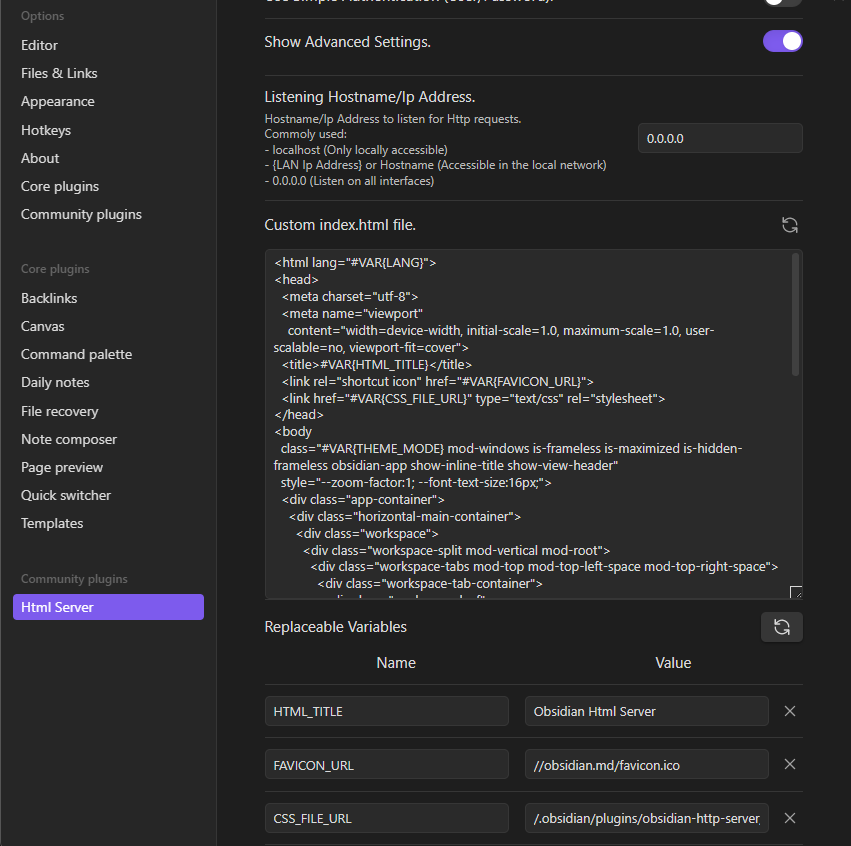 Options
Editor
Files & Links
Appearance
Hotkeys
About
Core plugins
Community plugins
Core plugins
Backlinks
Canvas
Command palette
Daily notes
File recovery
Note composer
Page preview
Quick switcher
Templates
Community plugins
Html Server
Show Advanced Settings.
Listening Hostname/Ip Address.
Hostname/Ip Address to listen for Http requests.
Commoly used:
- localhost (Only locally accessible)
- {LAN Ip Address} or Hostname (Accessible in the local network)
- 0.0.0.0 (Listen on all interfaces)
0.0.0.0
Custom index.html file.
<html lang="#VAR{LANG}">
<head>
<meta charset="utf-8">
<meta name="viewport"
content="width=device-width, initial-scale=1.0, maximum-scale=1.0, user-
scalable=no, viewport-fit=cover">
<title>#VAR{HTML_TITLE}</title>
<link rel="shortcut icon" href="#VAR{FAVICON_URL}">
<link href="#VAR{CSS_FILE_URL}" type="text/css" rel="stylesheet">
</head>
<body
class="#VAR{THEME_MODE} mod-windows is-frameless is-maximized is-hidden-
frameless obsidian-app show-inline-title show-view-header"
style="--zoom-factor:1; --font-text-size:16px;">
<div class="app-container">
<div class="horizontal-main-container">
<div class="workspace">
<div class="workspace-split mod-vertical mod-root">
<div class="workspace-tabs mod-top mod-top-left-space mod-top-right-space">
<div class="workspace-tab-container">
Replaceable Variables
Name Value
HTML_TITLE Obsidian Html Server
FAVICON_URL //obsidian.md/favicon.ico
CSS_FILE_URL /.obsidian/plugins/obsidian-http-server